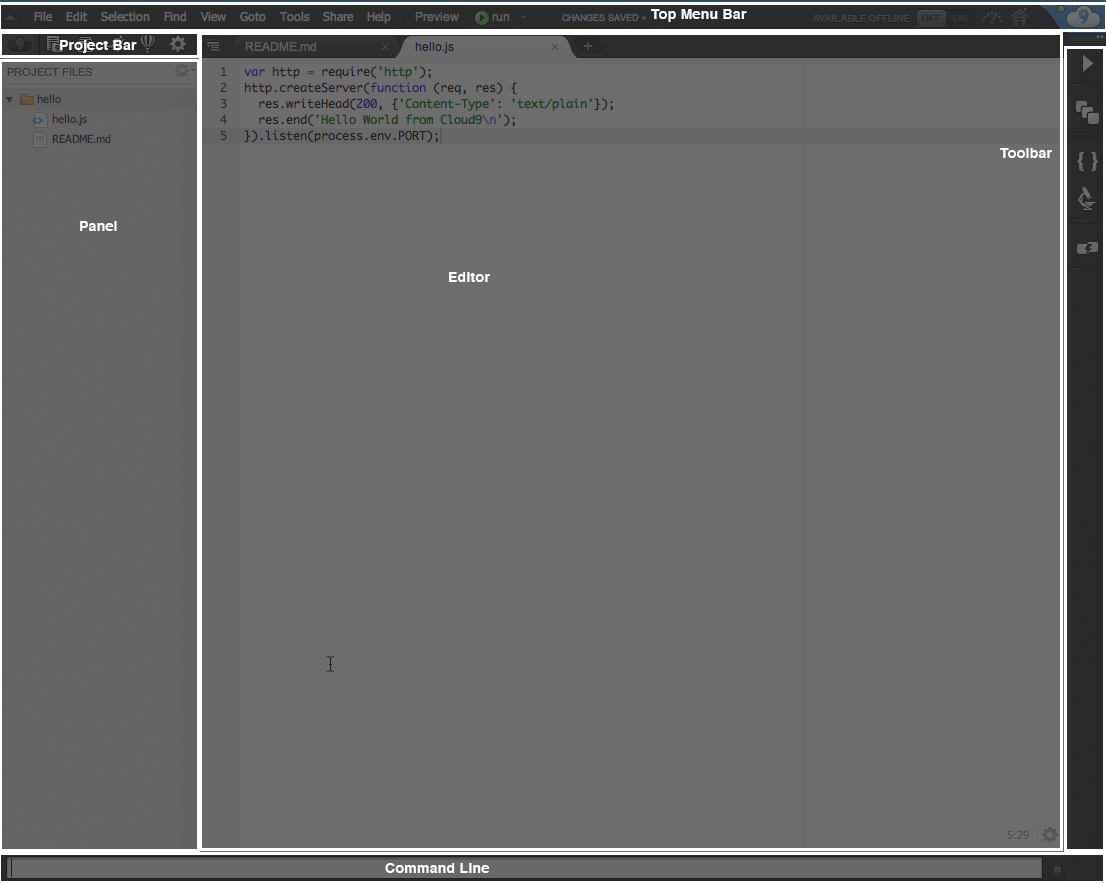 File Edit Selection Find View Goto Tools Share Help Preview run CHANGES SAVED Top Menu Bar AVAILABLE OFFLINE OFF ON 9
Project Bar
README.md × hello.js × +
PROJECT FILES
hello
hello.js
README.md
Panel
1 var http = require('http');
2 http.createServer(function (req, res) {
3 res.writeHead(200, {'Content-Type': 'text/plain'});
4 res.end('Hello World from Cloud9\n');
5 }).listen(process.env.PORT);
Toolbar
{ }
Editor
5:29
Command Line